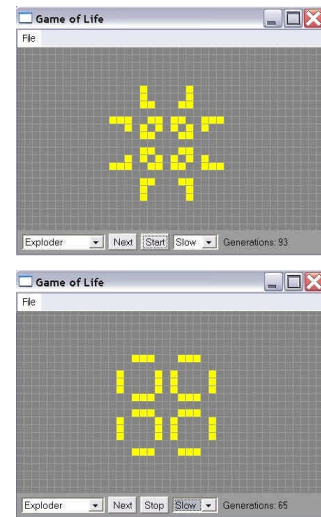 Game of Life
File
Exploder Next Start Slow Generations: 93
Game of Life
File
Exploder Next Stop Slow Generations: 65